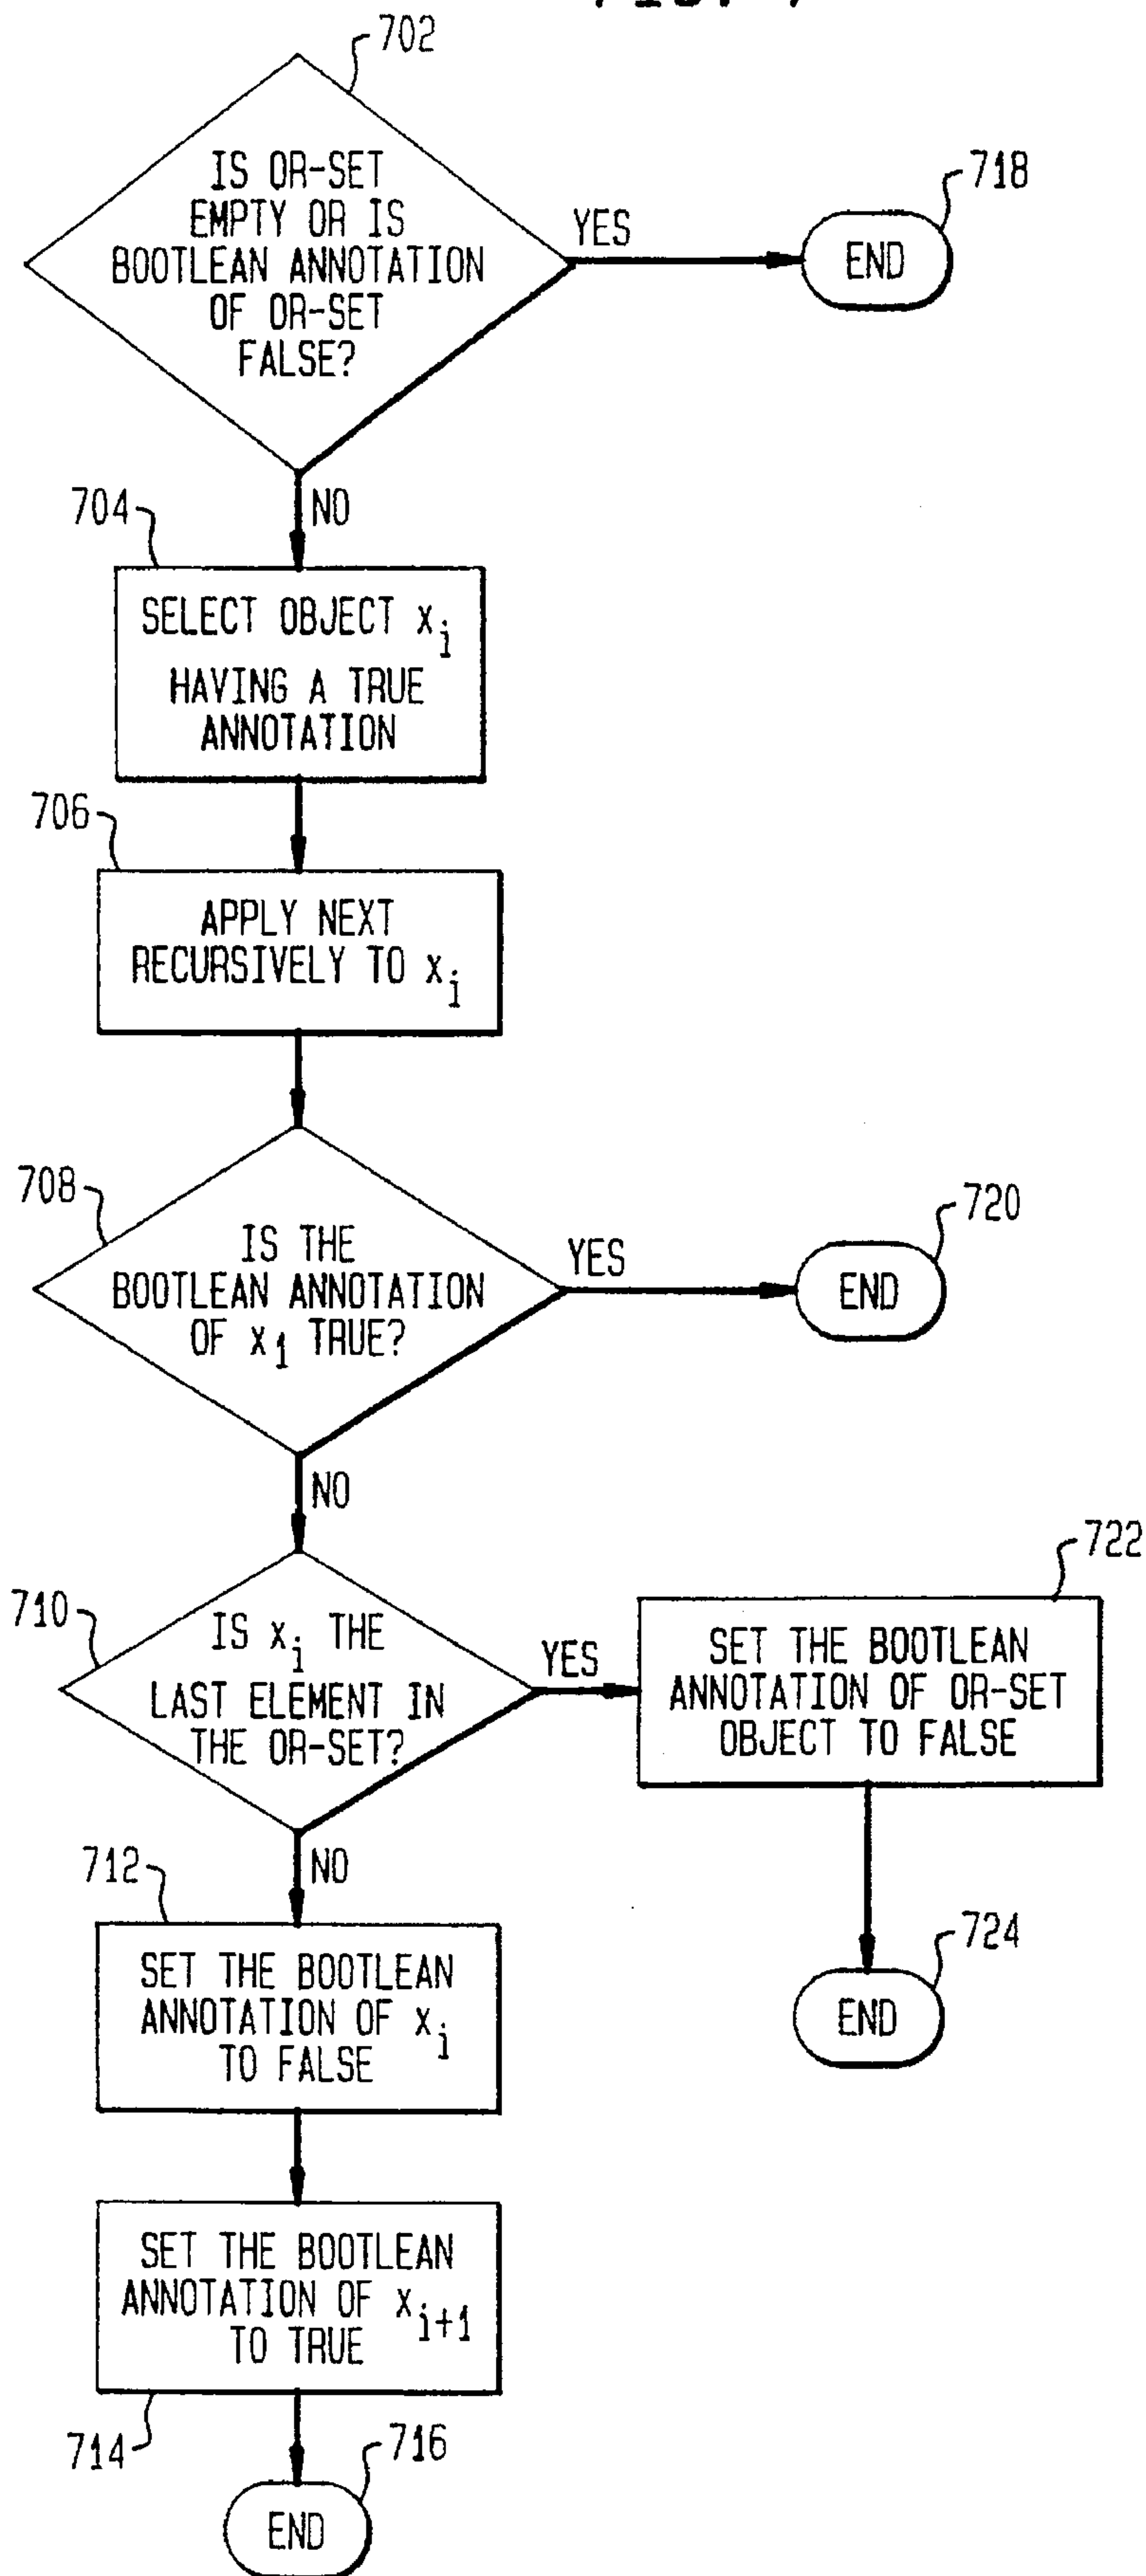 FIG. 7
702
IS OR-SET
EMPTY OR IS
BOOTLEAN ANNOTATION
OF OR-SET
FALSE?
YES
718
END
NO
704
SELECT OBJECT xi
HAVING A TRUE
ANNOTATION
706
APPLY NEXT
RECURSIVELY TO xi
708
IS THE
BOOTLEAN ANNOTATION
OF x1 TRUE?
YES
720
END
NO
710
IS xi THE
LAST ELEMENT IN
THE OR-SET?
YES
722
SET THE BOOTLEAN
ANNOTATION OF OR-SET
OBJECT TO FALSE
NO
712
SET THE BOOTLEAN
ANNOTATION OF xi
TO FALSE
724
END
SET THE BOOTLEAN
ANNOTATION OF xi+1
TO TRUE
714
716
END